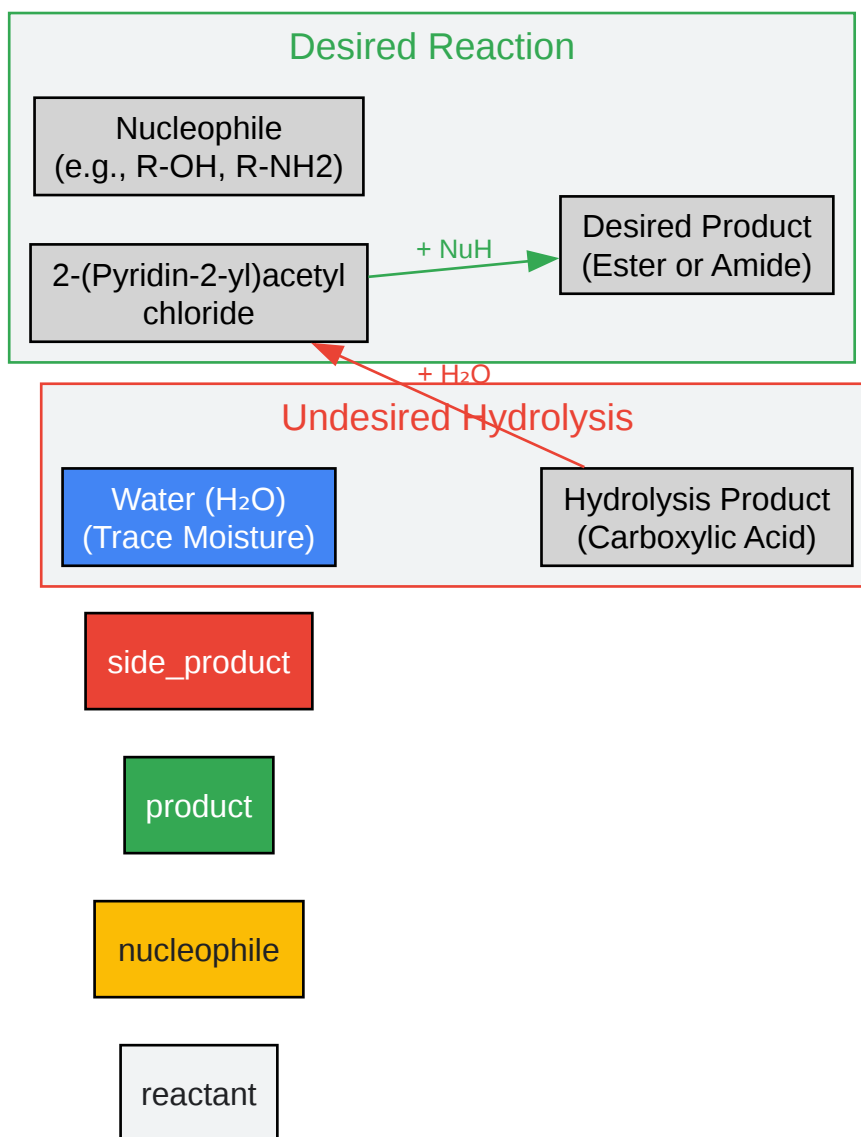 Desired Reaction
Nucleophile
(e.g., R-OH, R-NH2)
2-(Pyridin-2-yl)acetyl
chloride
+ NuH
Desired Product
(Ester or Amide)
+ H₂O
Undesired Hydrolysis
Water (H₂O)
(Trace Moisture)
Hydrolysis Product
(Carboxylic Acid)
side_product
product
nucleophile
reactant